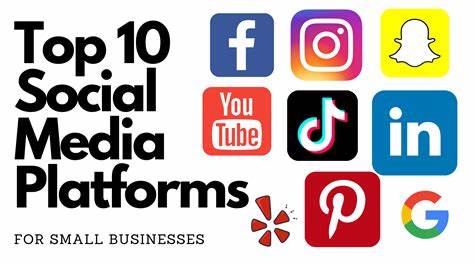 Top 10
Social
Media
Platforms
FOR SMALL BUSINESSES
f
You
Tube
in
P
G